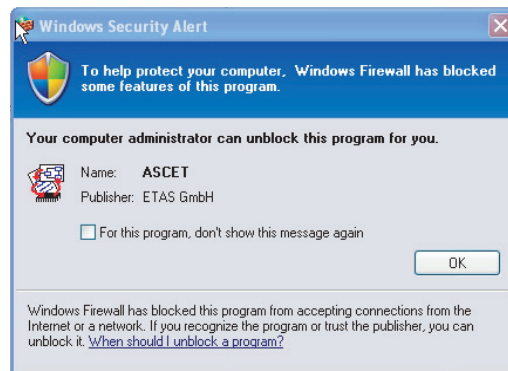 Windows Security Alert
To help protect your computer, Windows Firewall has blocked
some features of this program.
Your computer administrator can unblock this program for you.
Name: ASCET
Publisher: ETAS GmbH
For this program, don't show this message again
OK
Windows Firewall has blocked this program from accepting connections from the
Internet or a network. If you recognize the program or trust the publisher, you can
unblock it. When should I unblock a program?